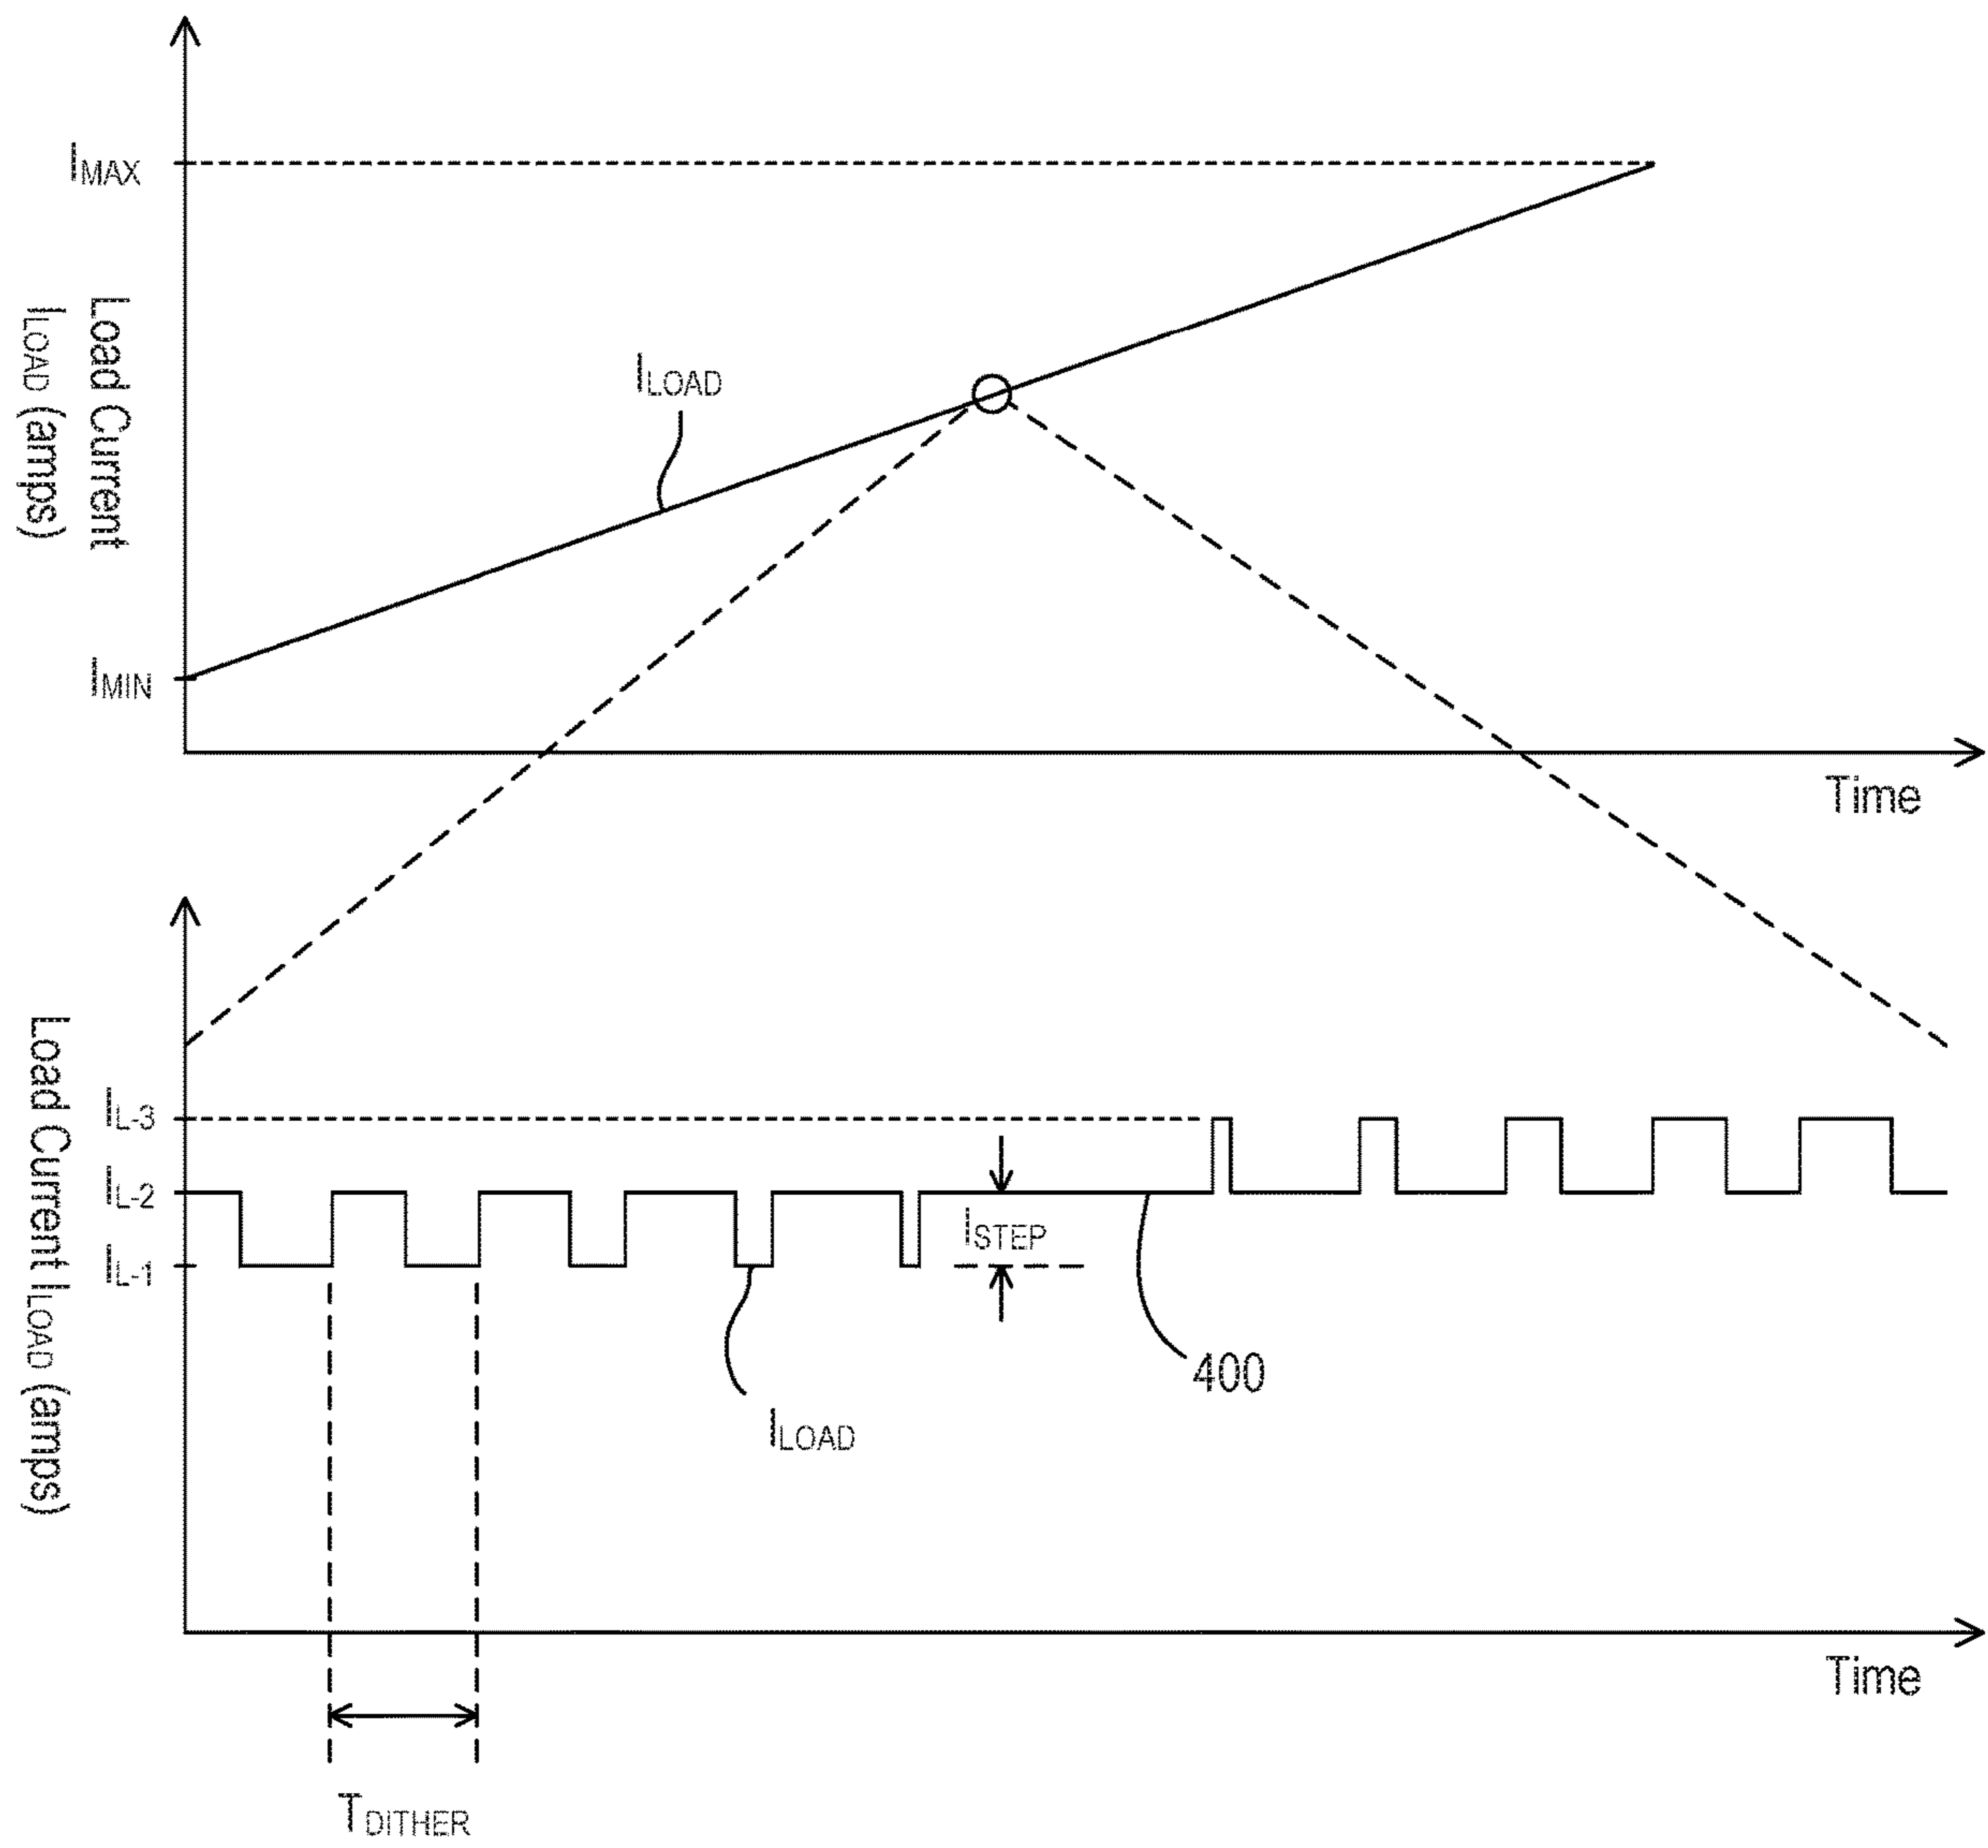 IMAX
Load Current
ILOAD (amps)
ILOAD
IMIN
Time
Load Current ILOAD (amps)
IL-3
IL-2
IL-1
ISTEP
400
ILOAD
Time
TDITHER